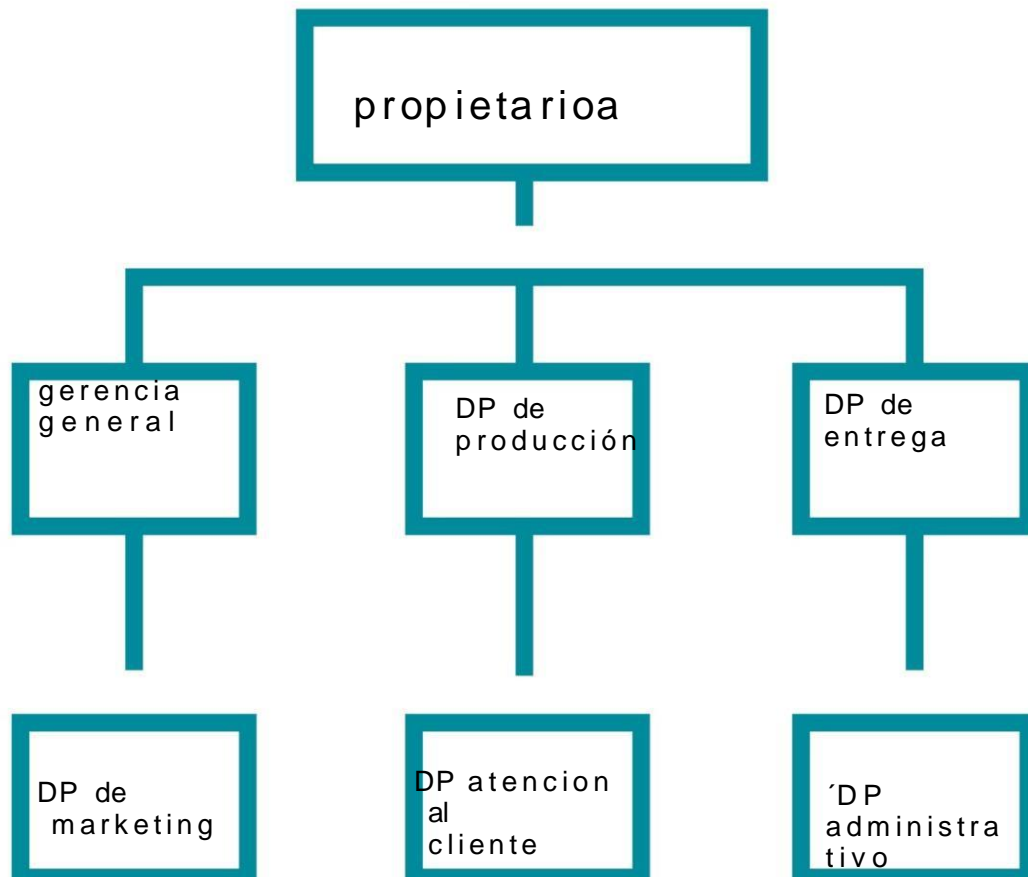 propietarioa
gerencia
general
DP de
producción
DP de
entrega
DP de
marketing
DP atencion
al
cliente
´DP
administra
tivo